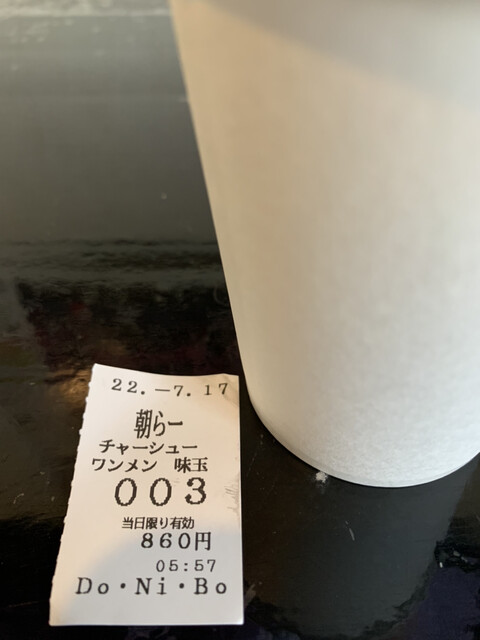 22.-7.17
朝らー
チャーシュー
ワンメン 味玉
003
当日限り有効
860円
05:57
Do・Ni・Bo